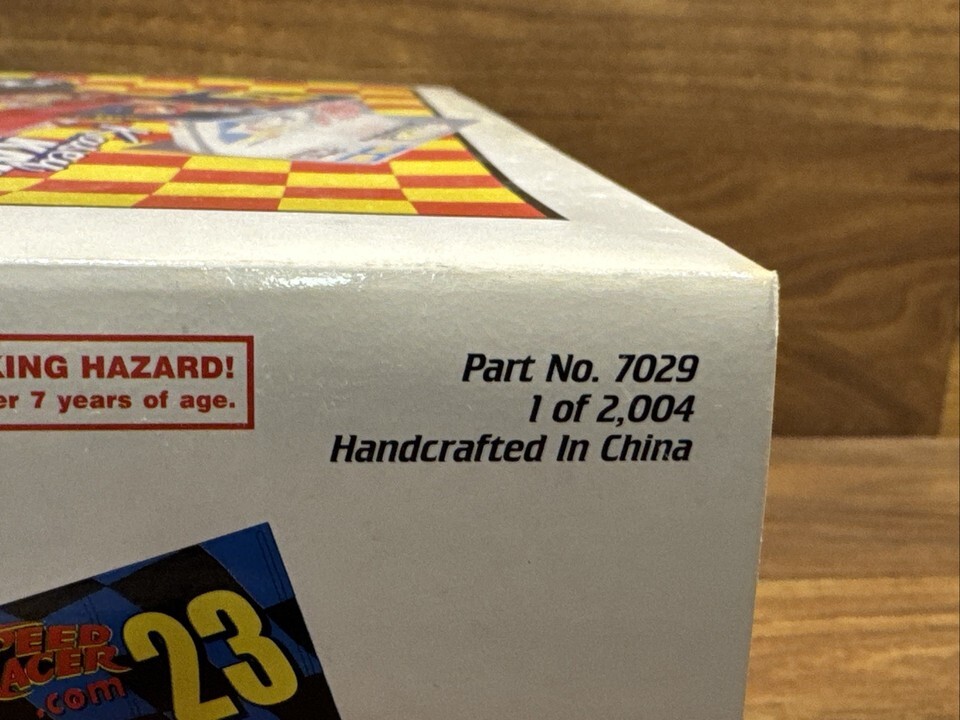 KING HAZARD!
er 7 years of age.
Part No. 7029
1 of 2,004
Handcrafted In China
PEED
ACER
.com
23